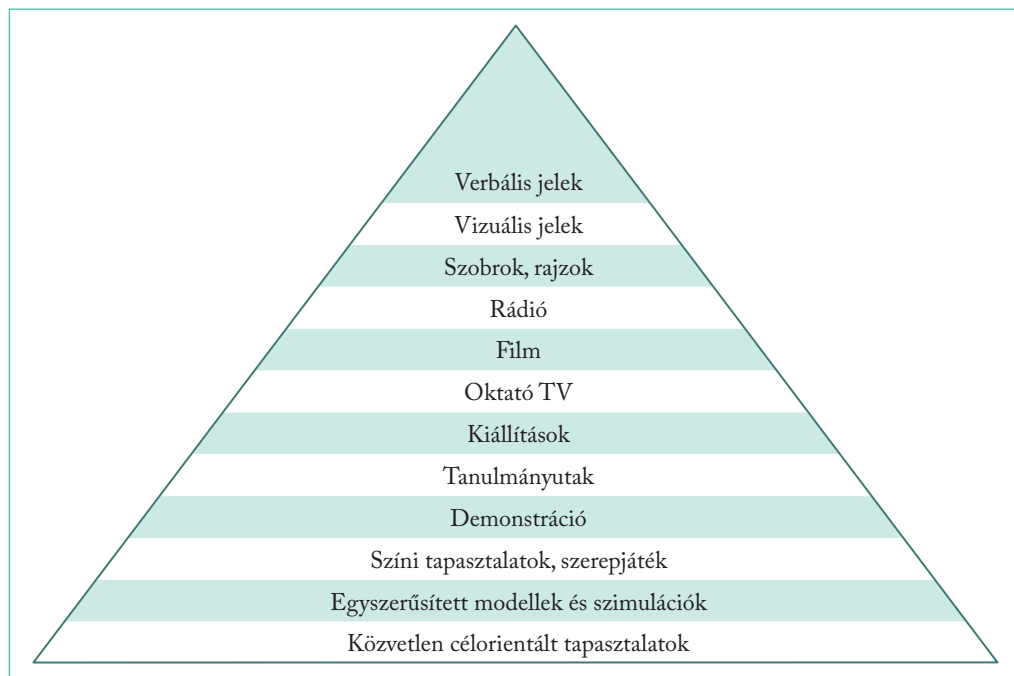 Verbális jelek
Vizuális jelek
Szobrok, rajzok
Rádió
Film
Oktató TV
Kiállítások
Tanulmányutak
Demonstráció
Színi tapasztalatok, szerepjáték
Egyszerűsített modellek és szimulációk
Közvetlen célorientált tapasztalatok